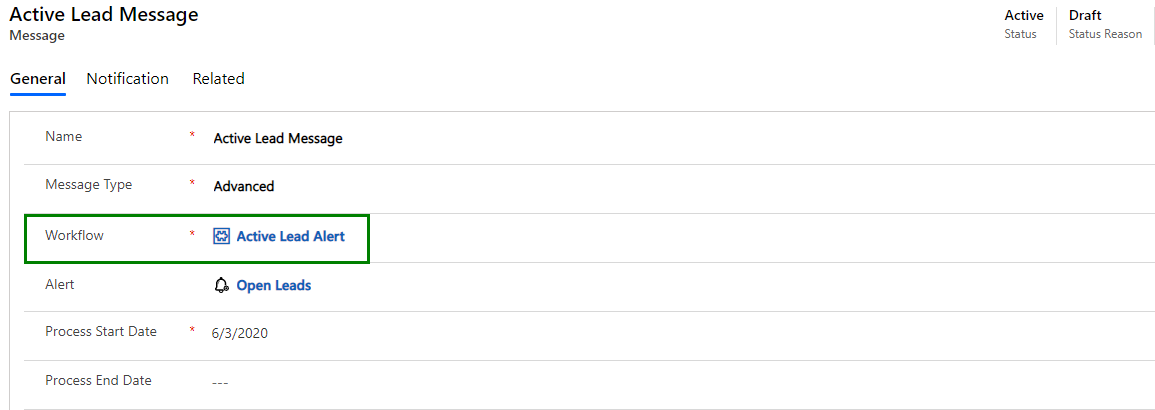 Active Lead Message
Message
Active
Status
Draft
Status Reason
General Notification Related
Name * Active Lead Message
Message Type * Advanced
Workflow * Active Lead Alert
Alert Open Leads
Process Start Date * 6/3/2020
Process End Date ---